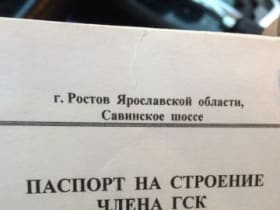 г. Ростов Ярославской области,
Савинское шоссе
ПАСПОРТ НА СТРОЕНИЕ
ЧЛЕНА ГСК